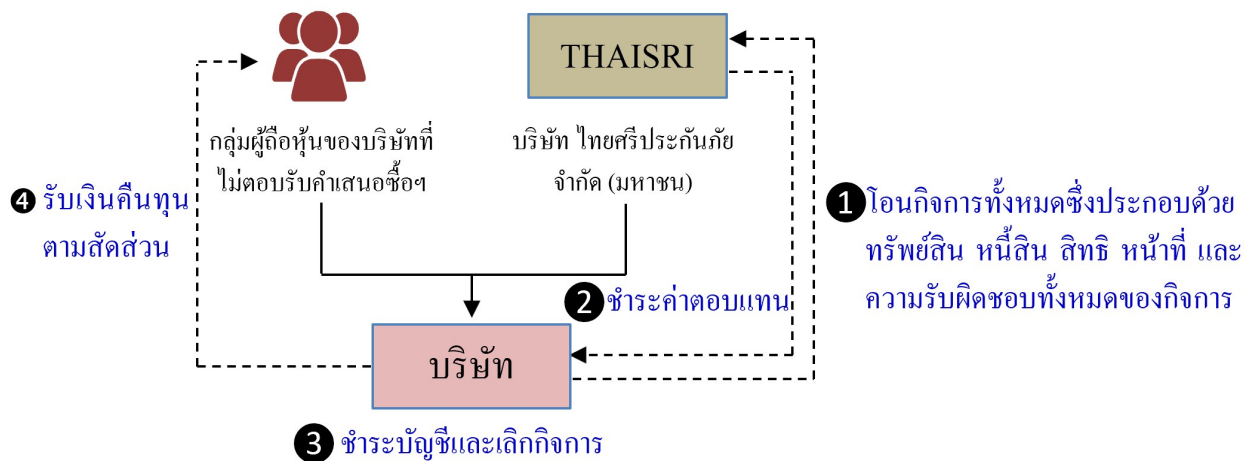 THAISRI
กลุ่มผู้ถือหุ้นของบริษัทที่
ไม่ตอบรับคำเสนอซื้อฯ
บริษัท ไทยศรีประกันภัย
จำกัด (มหาชน)
4 รับเงินคืนทุน
ตามสัดส่วน
1 โอนกิจการทั้งหมดซึ่งประกอบด้วย
ทรัพย์สิน หนี้สิน สิทธิ หน้าที่ และ
ความรับผิดชอบทั้งหมดของกิจการ
2 ชำระค่าตอบแทน
บริษัท
3 ชำระบัญชีและเลิกกิจการ